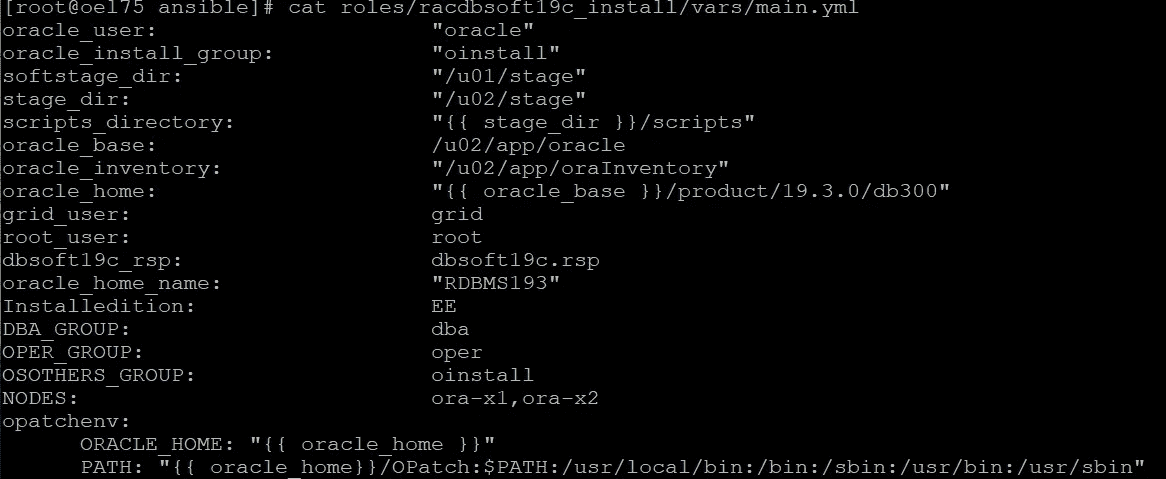 [root@oel75 ansible]# cat roles/racdbsoft19c_install/vars/main.yml
oracle_user: "oracle"
oracle_install_group: "oinstall"
softstage_dir: "/u01/stage"
stage_dir: "/u02/stage"
scripts_directory: "{{ stage_dir }}/scripts"
oracle_base: /u02/app/oracle
oracle_inventory: "/u02/app/oraInventory"
oracle_home: "{{ oracle_base }}/product/19.3.0/db300"
grid_user: grid
root_user: root
dbsoft19c_rsp: dbsoft19c.rsp
oracle_home_name: "RDBMS193"
Installedition: EE
DBA_GROUP: dba
OPER_GROUP: oper
OSOTHERS_GROUP: oinstall
NODES: ora-x1,ora-x2
opatchenv:
ORACLE_HOME: "{{ oracle_home }}"
PATH: "{{ oracle_home}}/OPatch:$PATH:/usr/local/bin:/bin:/sbin:/usr/bin:/usr/sbin"